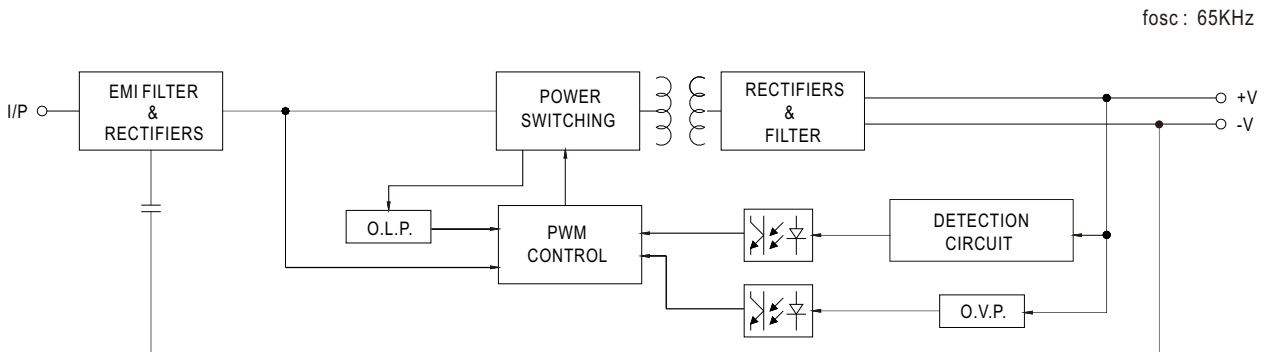 fosc : 65KHz
I/P
EMI FILTER
&
RECTIFIERS
POWER
SWITCHING
RECTIFIERS
&
FILTER
+V
-V
O.L.P.
PWM
CONTROL
DETECTION
CIRCUIT
O.V.P.